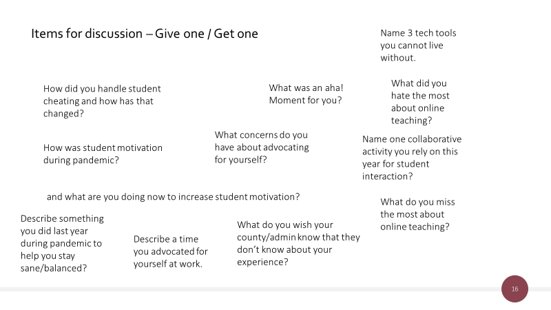 Items for discussion – Give one / Get one
Name 3 tech tools
you cannot live
without.
How did you handle student
cheating and how has that
changed?
What was an aha!
Moment for you?
What did you
hate the most
about online
teaching?
How was student motivation
during pandemic?
What concerns do you
have about advocating
for yourself?
Name one collaborative
activity you rely on this
year for student
interaction?
and what are you doing now to increase student motivation?
What do you miss
the most about
online teaching?
Describe something
you did last year
during pandemic to
help you stay
sane/balanced?
Describe a time
you advocated for
yourself at work.
What do you wish your
county/admin know that they
don’t know about your
experience?
16